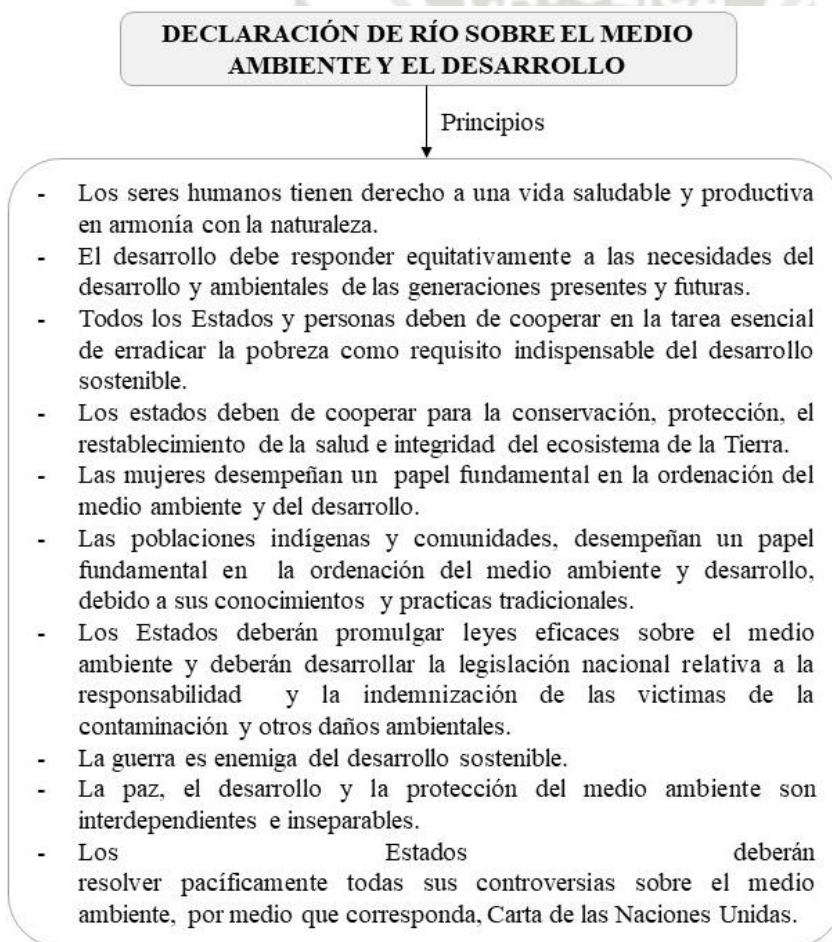 DECLARACIÓN DE RÍO SOBRE EL MEDIO
AMBIENTE Y EL DESARROLLO
Principios
- Los seres humanos tienen derecho a una vida saludable y productiva
en armonía con la naturaleza.
- El desarrollo debe responder equitativamente a las necesidades del
desarrollo y ambientales de las generaciones presentes y futuras.
- Todos los Estados y personas deben de cooperar en la tarea esencial
de erradicar la pobreza como requisito indispensable del desarrollo
sostenible.
- Los estados deben de cooperar para la conservación, protección, el
restablecimiento de la salud e integridad del ecosistema de la Tierra.
- Las mujeres desempeñan un papel fundamental en la ordenación del
medio ambiente y del desarrollo.
- Las poblaciones indígenas y comunidades, desempeñan un papel
fundamental en la ordenación del medio ambiente y desarrollo,
debido a sus conocimientos y practicas tradicionales.
- Los Estados deberán promulgar leyes eficaces sobre el medio
ambiente y deberán desarrollar la legislación nacional relativa a la
responsabilidad y la indemnización de las victimas de la
contaminación y otros daños ambientales.
- La guerra es enemiga del desarrollo sostenible.
- La paz, el desarrollo y la protección del medio ambiente son
interdependientes e inseparables.
- Los Estados deberán
resolver pacíficamente todas sus controversias sobre el medio
ambiente, por medio que corresponda, Carta de las Naciones Unidas.